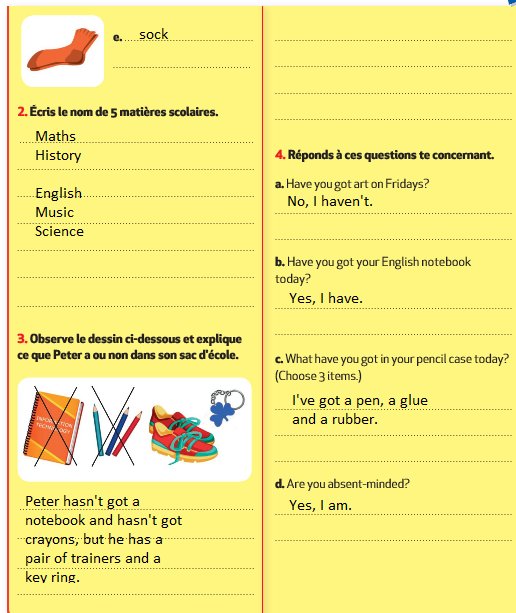 e. sock
2. Écris le nom de 5 matières scolaires.
Maths
History
English
Music
Science
3. Observe le dessin ci-dessous et explique
ce que Peter a ou non dans son sac d'école.
INFORMATION
TECHNOLOGY
Peter hasn't got a
notebook and hasn't got
crayons, but he has a
pair of trainers and a
key ring.
4. Réponds à ces questions te concernant.
a. Have you got art on Fridays?
No, I haven't.
b. Have you got your English notebook
today?
Yes, I have.
c. What have you got in your pencil case today?
(Choose 3 items.)
I've got a pen, a glue
and a rubber.
d. Are you absent-minded?
Yes, I am.